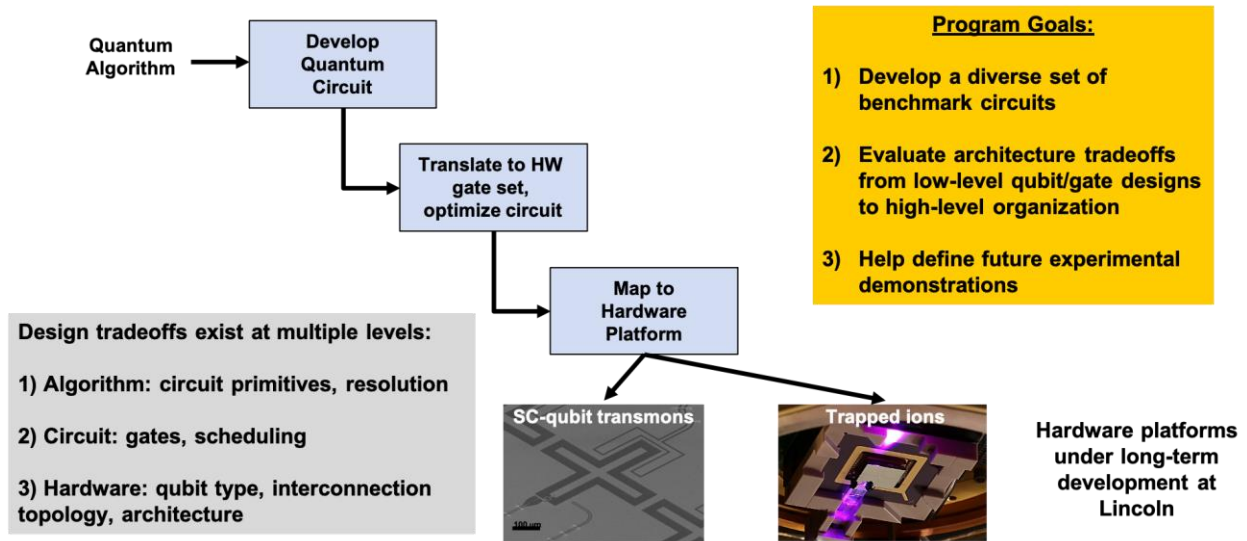 Quantum
Algorithm
Develop
Quantum
Circuit
Translate to HW
gate set,
optimize circuit
Map to
Hardware
Platform
Program Goals:
1) Develop a diverse set of
benchmark circuits
2) Evaluate architecture tradeoffs
from low-level qubit/gate designs
to high-level organization
3) Help define future experimental
demonstrations
Design tradeoffs exist at multiple levels:
1) Algorithm: circuit primitives, resolution
2) Circuit: gates, scheduling
3) Hardware: qubit type, interconnection
topology, architecture
SC-qubit transmons
100 μm
Trapped ions
Hardware platforms
under long-term
development at
Lincoln